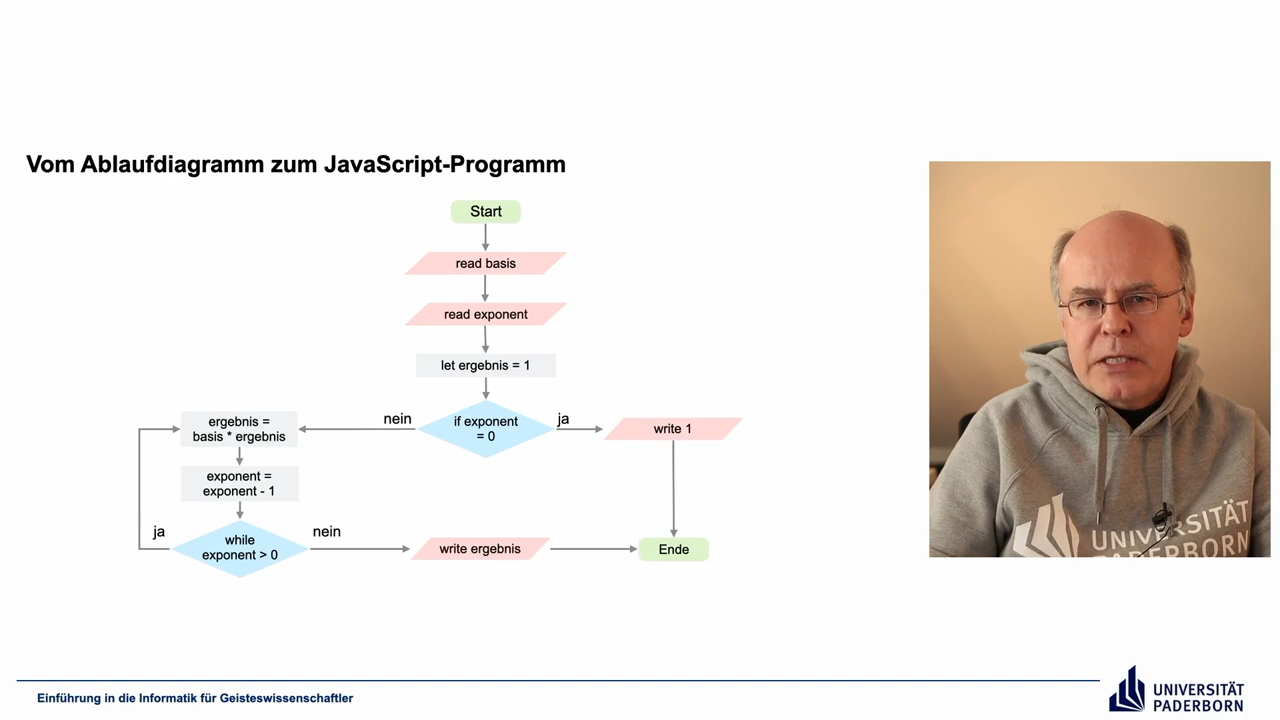 Vom Ablaufdiagramm zum JavaScript-Programm
Start
read basis
read exponent
let ergebnis = 1
if exponent
= 0
nein
ja
write 1
ergebnis =
basis * ergebnis
exponent =
exponent - 1
while
exponent > 0
ja
nein
write ergebnis
Ende
UNIVERSITÄT
PADERBORN
Einführung in die Informatik für Geisteswissenschaftler
UNIVERSITÄT
PADERBORN